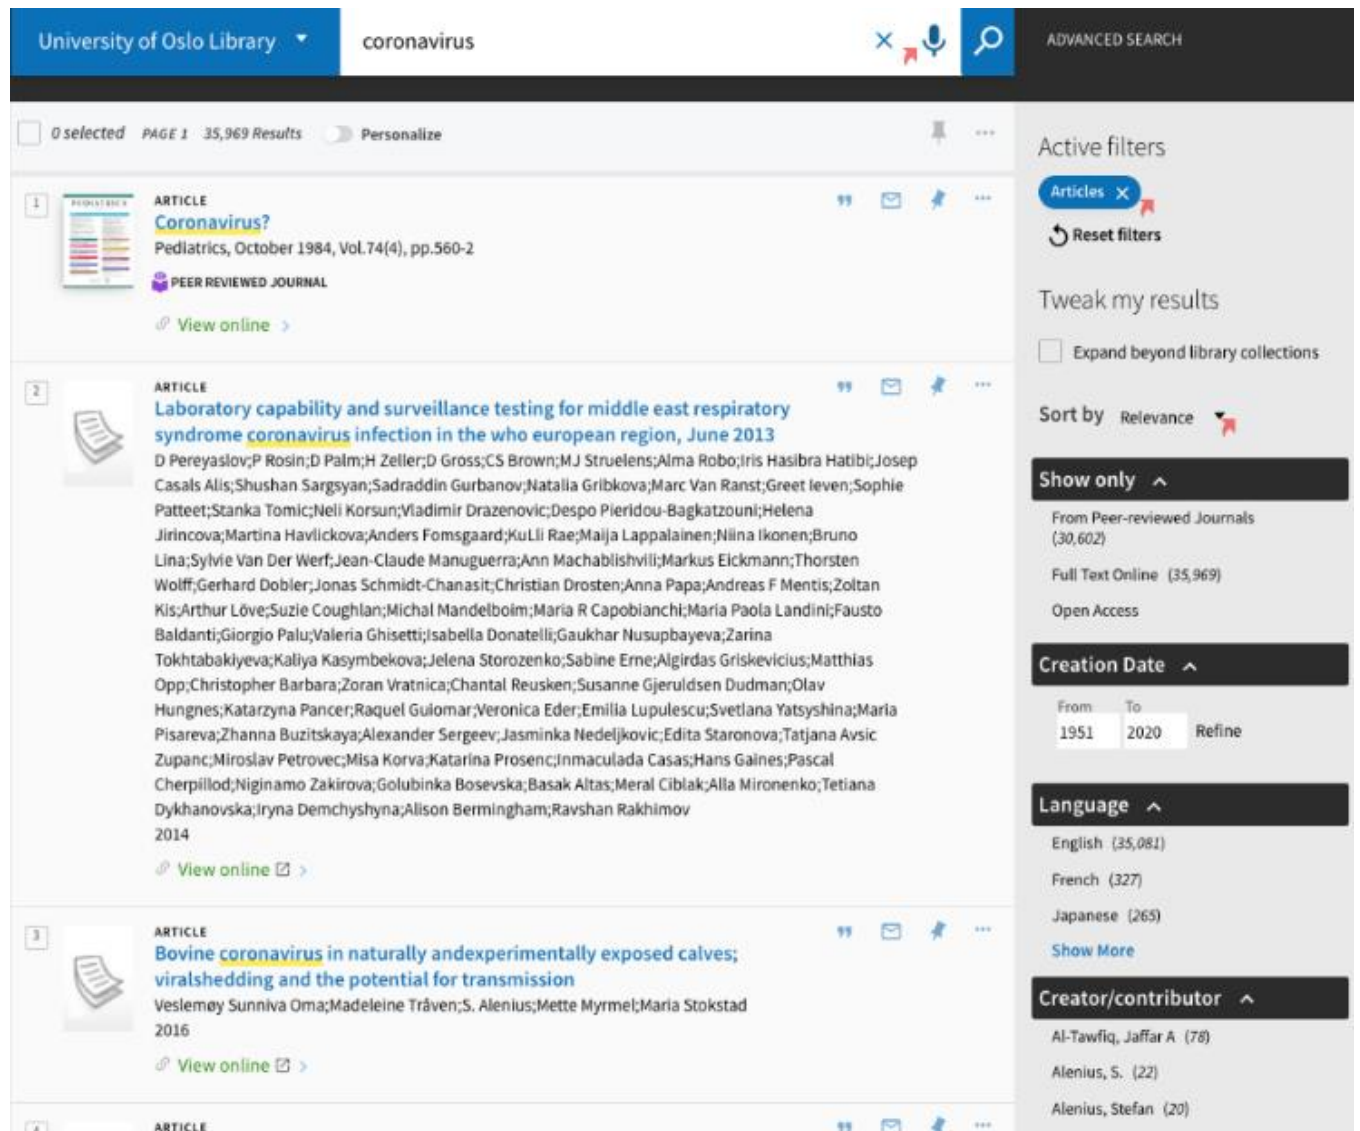 University of Oslo Library
coronavirus
ADVANCED SEARCH
0 selected PAGE 1 35,969 Results Personalize
1
PEDIATRICS
ARTICLE
Coronavirus?
Pediatrics, October 1984, Vol.74(4), pp.560-2
PEER REVIEWED JOURNAL
View online
2
ARTICLE
Laboratory capability and surveillance testing for middle east respiratory
syndrome coronavirus infection in the who european region, June 2013
D Pereyaslov;P Rosin;D Palm;H Zeller;D Gross;CS Brown;MJ Struelens;Alma Robo;Iris Hasibra Hatibi;Josep
Casals Alis;Shushan Sargsyan;Sadraddin Gurbanov;Natalia Gribkova;Marc Van Ranst;Greet Ieven;Sophie
Patteet;Stanka Tomic;Neli Korsun;Vladimir Drazenovic;Despo Pieridou-Bagkatzouni;Helena
Jirincova;Martina Havlickova;Anders Fomsgaard;KuLli Rae;Maija Lappalainen;Niina Ikonen;Bruno
Lina;Sylvie Van Der Werf;Jean-Claude Manuguerra;Ann Machablishvili;Markus Eickmann;Thorsten
Wolff;Gerhard Dobler;Jonas Schmidt-Chanasit;Christian Drosten;Anna Papa;Andreas F Mentis;Zoltan
Kis;Arthur Löve;Suzie Coughlan;Michal Mandelboim;Maria R Capobianchi;Maria Paola Landini;Fausto
Baldanti;Giorgio Palu;Valeria Ghisetti;Isabella Donatelli;Gaukhar Nusupbayeva;Zarina
Tokhtabakiyeva;Kaliya Kasymbekova;Jelena Storozenko;Sabine Erne;Algirdas Griskevicius;Matthias
Opp;Christopher Barbara;Zoran Vratnica;Chantal Reusken;Susanne Gjeruldsen Dudman;Olav
Hungnes;Katarzyna Pancer;Raquel Guiomar;Veronica Eder;Emilia Lupulescu;Svetlana Yatsyshina;Maria
Pisareva;Zhanna Buzitskaya;Alexander Sergeev;Jasminka Nedeljkovic;Edita Staronova;Tatjana Avsic
Zupanc;Miroslav Petrovec;Misa Korva;Katarina Prosenc;Inmaculada Casas;Hans Gaines;Pascal
Cherpillod;Niginamo Zakirova;Golubinka Bosevska;Basak Altas;Meral Ciblak;Alla Mironenko;Tetiana
Dykhanovska;Iryna Demchyshyna;Alison Bermingham;Ravshan Rakhimov
2014
View online
3
ARTICLE
Bovine coronavirus in naturally andexperimentally exposed calves;
viralshedding and the potential for transmission
Veslemøy Sunniva Oma;Madeleine Tråven;S. Alenius;Mette Myrmel;Maria Stokstad
2016
View online
4
ARTICLE
Active filters
Articles
Reset filters
Tweak my results
Expand beyond library collections
Sort by Relevance
Show only
From Peer-reviewed Journals
(30,602)
Full Text Online (35,969)
Open Access
Creation Date
From To
1951 2020 Refine
Language
English (35,081)
French (327)
Japanese (265)
Show More
Creator/contributor
Al-Tawfiq, Jaffar A (78)
Alenius, S. (22)
Alenius, Stefan (20)